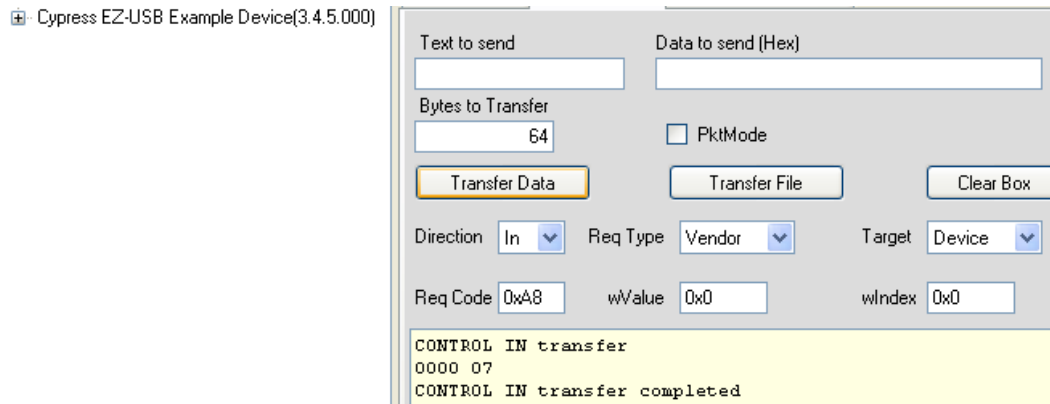 Cypress EZ-USB Example Device(3.4.5.000)
Text to send Data to send (Hex)
Bytes to Transfer
64 PktMode
Transfer Data Transfer File Clear Box
Direction In Req Type Vendor Target Device
Req Code 0xA8 wValue 0x0 wIndex 0x0
CONTROL IN transfer
0000 07
CONTROL IN transfer completed